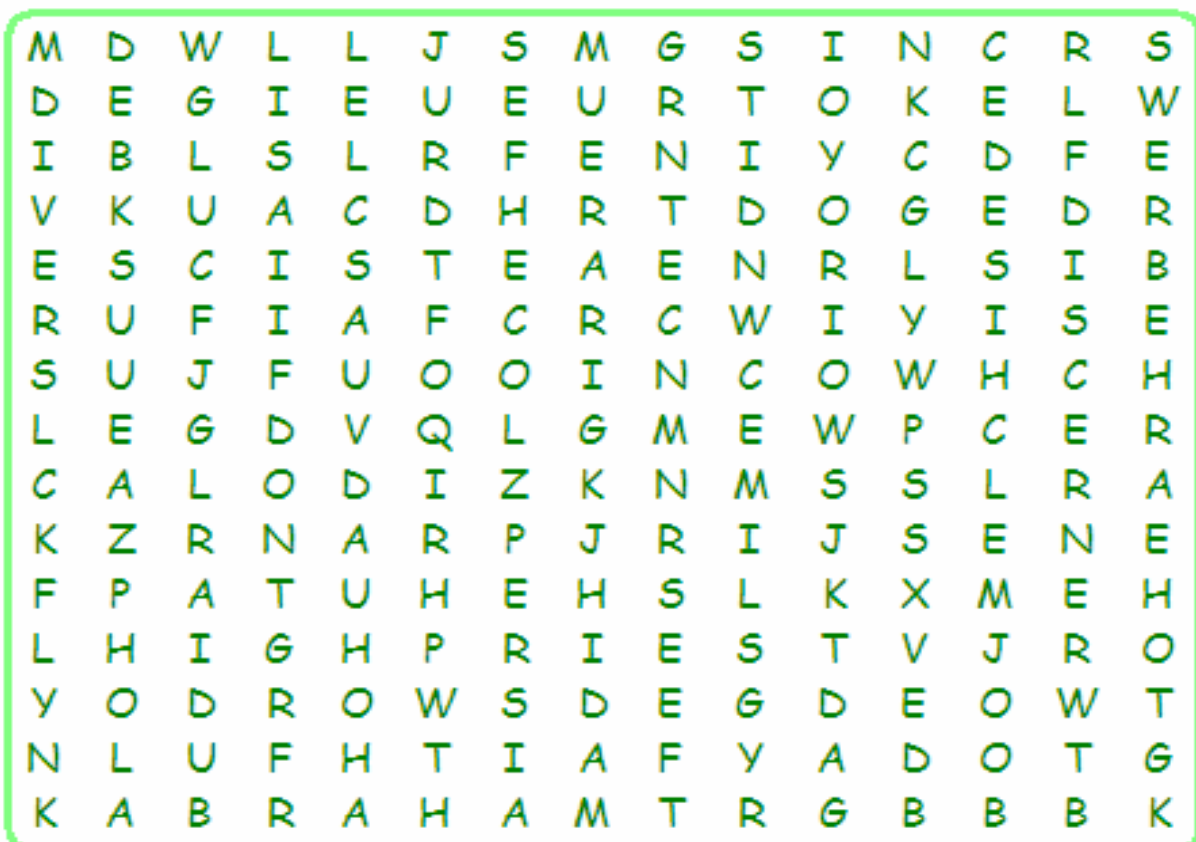 M D W L L J S M G S I N C R S
D E G I E U E U R T O K E L W
I B L S L R F E N I Y C D F E
V K U A C D H R T D O G E D R
E S C I S T E A E N R L S I B
R U F I A F C R C W I Y I S E
S U J F U O O I N C O W H C H
L E G D V Q L G M E W P C E R
C A L O D I Z K N M S S L R A
K Z R N A R P J R I J S E N E
F P A T U H E H S L K X M E H
L H I G H P R I E S T V J R O
Y O D R O W S D E G D E O W T
N L U F H T I A F Y A D O T G
K A B R A H A M T R G B B B K